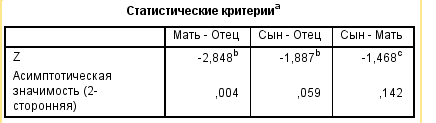 Статистические критерии^a
Мать - Отец Сын - Отец Сын - Мать
Z -2,848^b -1,887^b -1,468^c
Асимптотическая
значимость (2-
сторонняя) ,004 ,059 ,142